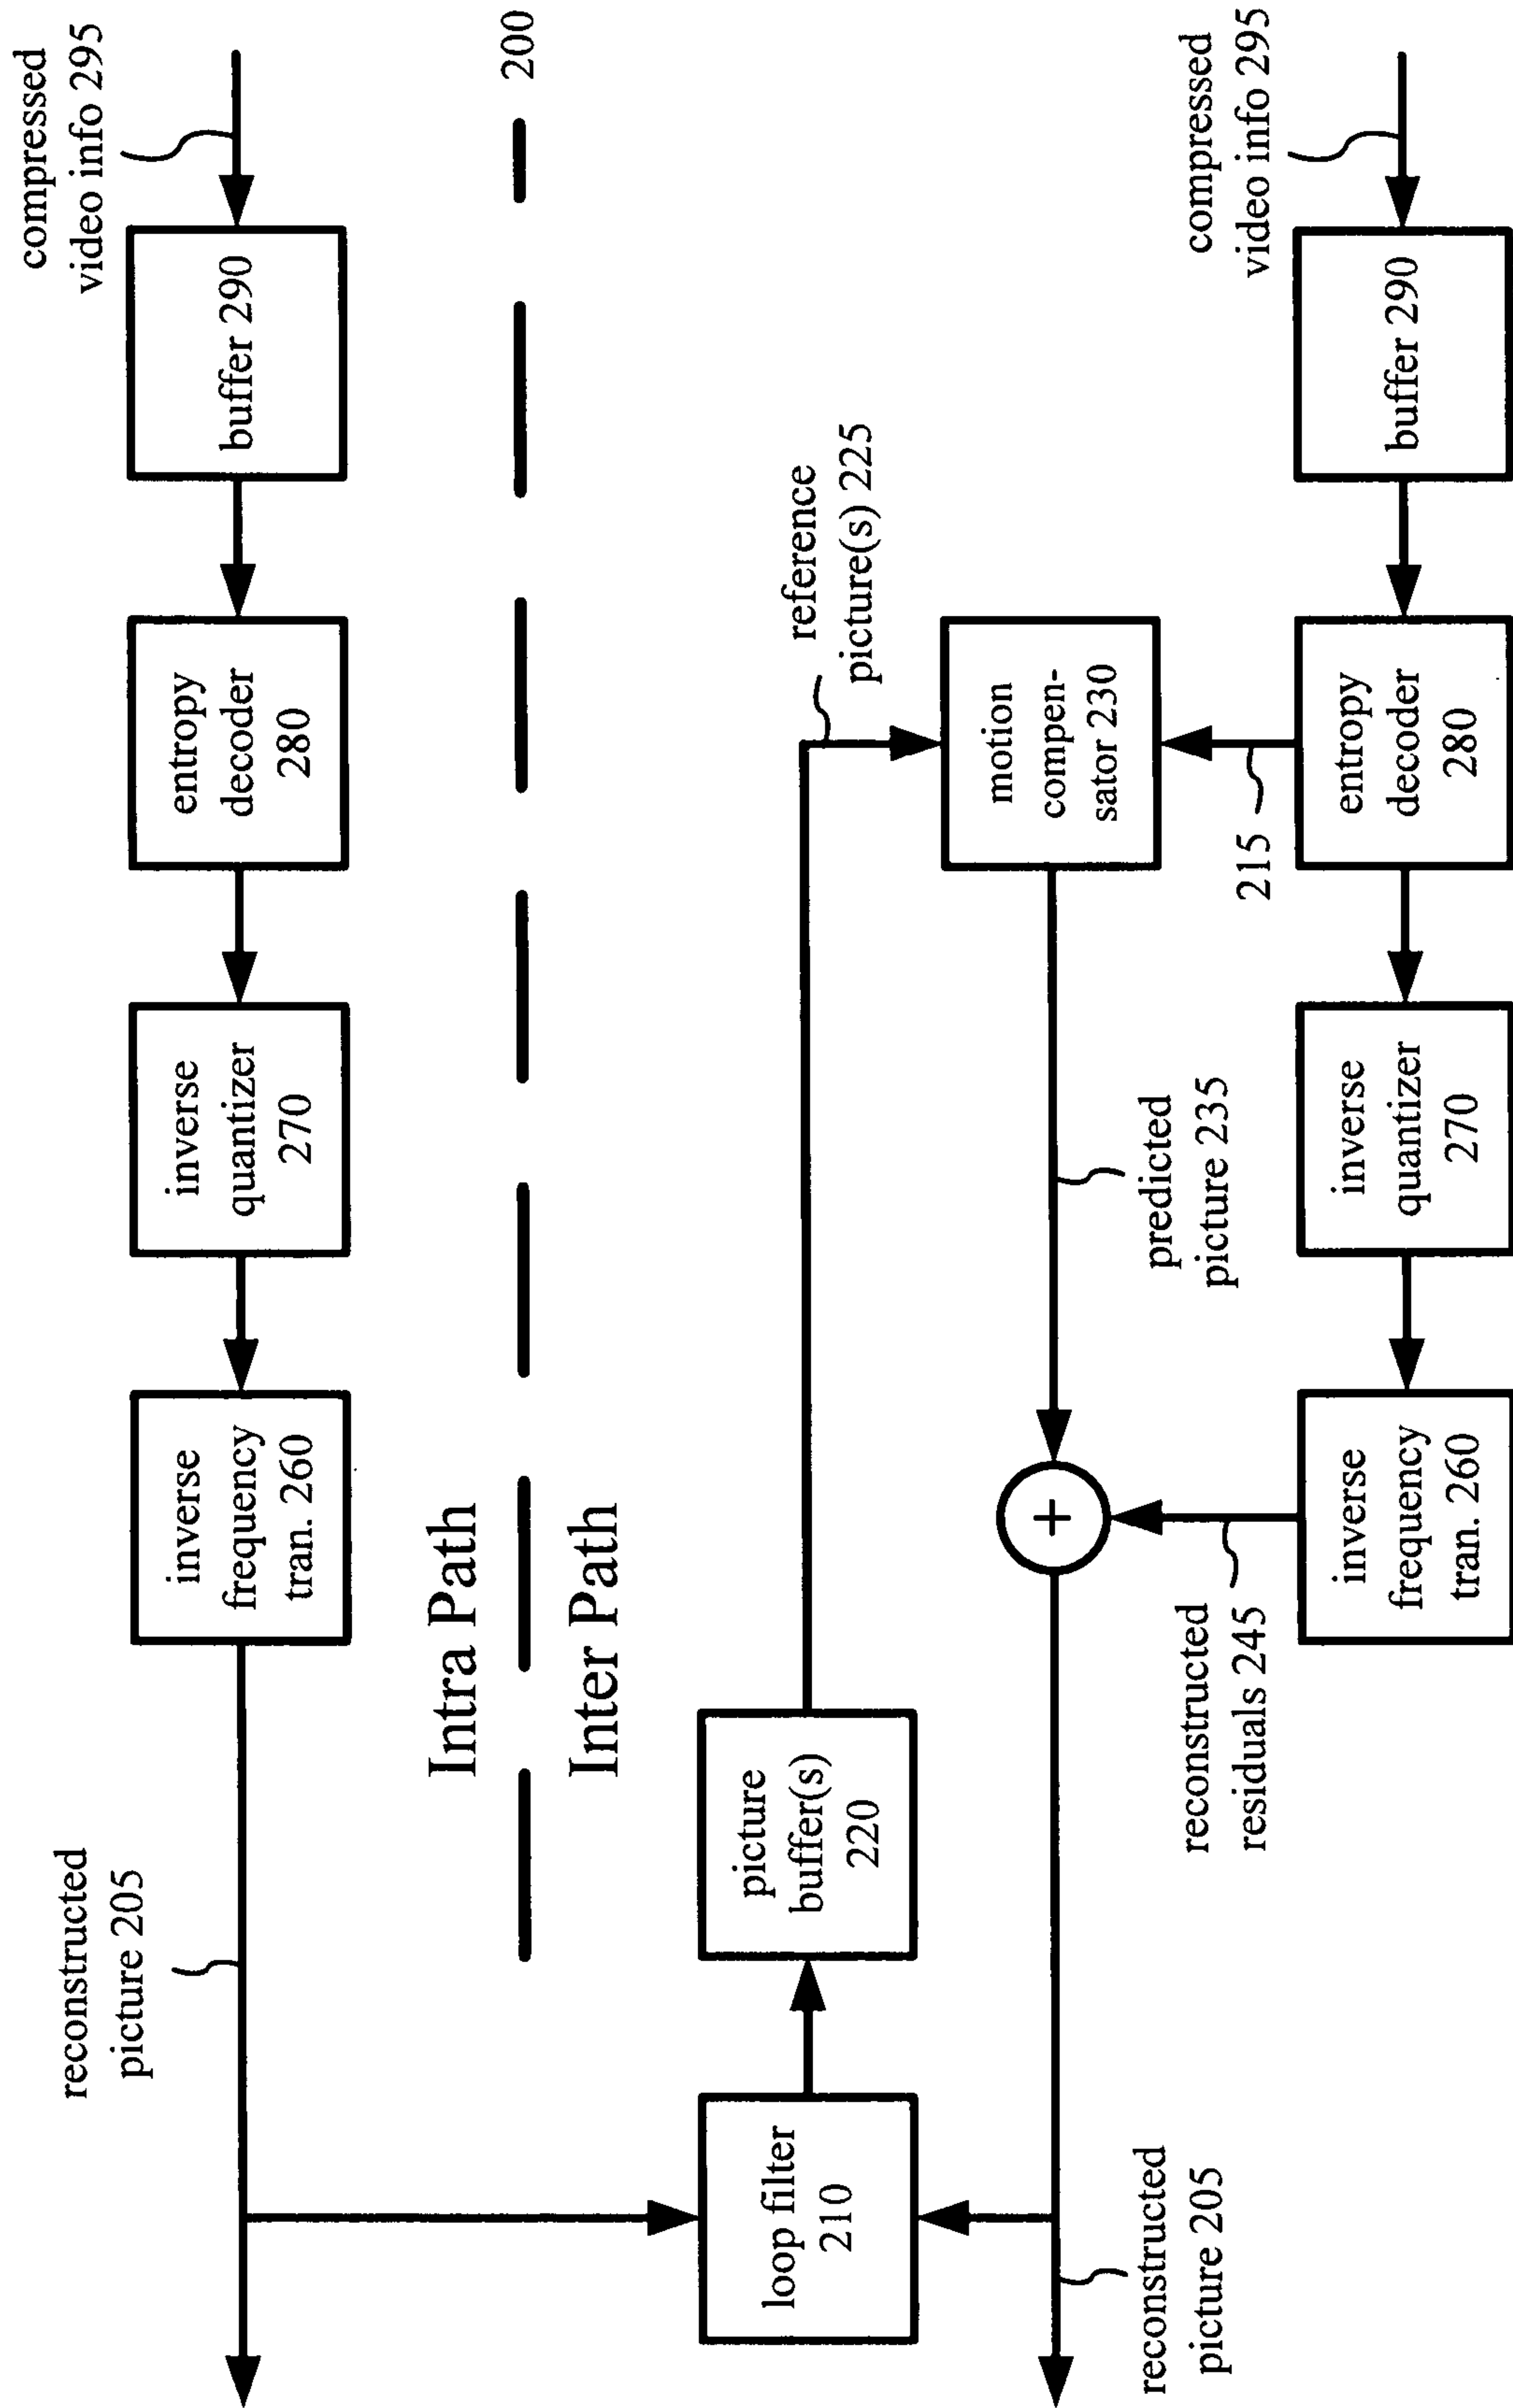 reconstructed
picture 205
compressed
video info 295
inverse
frequency
tran. 260
inverse
quantizer
270
entropy
decoder
280
buffer 290
Intra Path
200
Inter Path
loop filter
210
picture
buffer(s)
220
reference
picture(s) 225
+
motion
compen-
sator 230
reconstructed
picture 205
reconstructed
residuals 245
predicted
picture 235
215
compressed
video info 295
inverse
frequency
tran. 260
inverse
quantizer
270
entropy
decoder
280
buffer 290